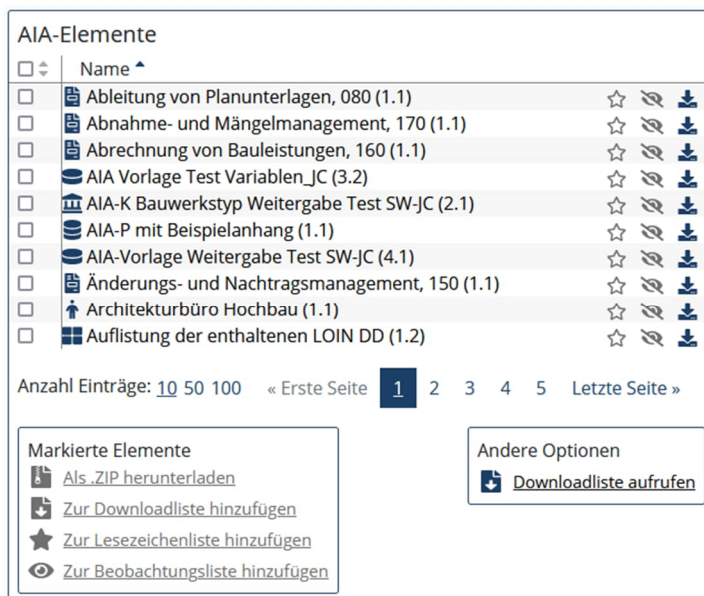 AIA-Elemente
Name
Ableitung von Planunterlagen, 080 (1.1)
Abnahme- und Mängelmanagement, 170 (1.1)
Abrechnung von Bauleistungen, 160 (1.1)
AIA Vorlage Test Variablen_JC (3.2)
AIA-K Bauwerkstyp Weitergabe Test SW-JC (2.1)
AIA-P mit Beispielanhang (1.1)
AIA-Vorlage Weitergabe Test SW-JC (4.1)
Änderungs- und Nachtragsmanagement, 150 (1.1)
Architekturbüro Hochbau (1.1)
Auflistung der enthaltenen LOIN DD (1.2)
Anzahl Einträge: 10 50 100 « Erste Seite 1 2 3 4 5 Letzte Seite »
Markierte Elemente
Als .ZIP herunterladen
Zur Downloadliste hinzufügen
Zur Lesezeichenliste hinzufügen
Zur Beobachtungsliste hinzufügen
Andere Optionen
Downloadliste aufrufen